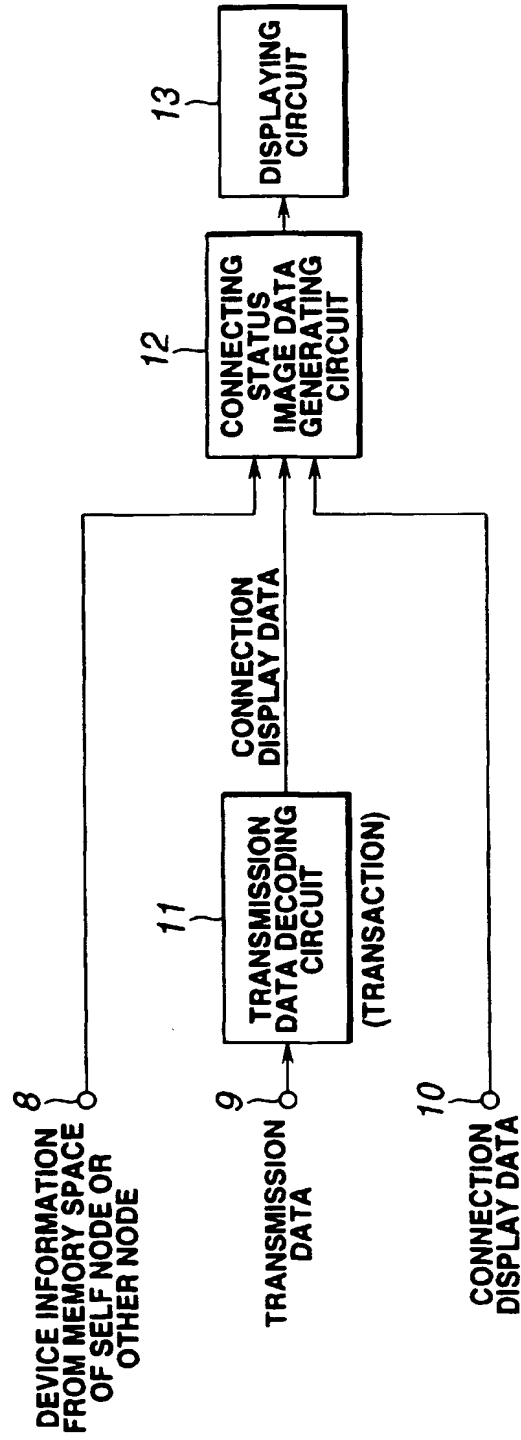 8
DEVICE INFORMATION
FROM MEMORY SPACE
OF SELF NODE OR
OTHER NODE
9
TRANSMISSION
DATA
10
CONNECTION
DISPLAY DATA
11
TRANSMISSION
DATA DECODING
CIRCUIT
(TRANSACTION)
CONNECTION
DISPLAY DATA
12
CONNECTING
STATUS
IMAGE DATA
GENERATING
CIRCUIT
13
DISPLAYING
CIRCUIT